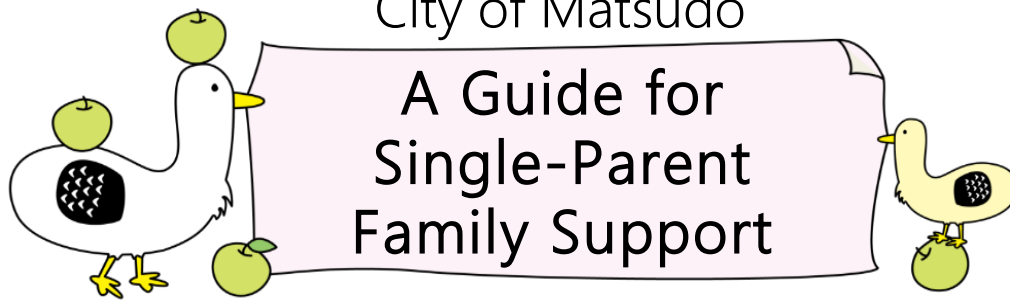 City of Matsudo
A Guide for
Single-Parent
Family Support